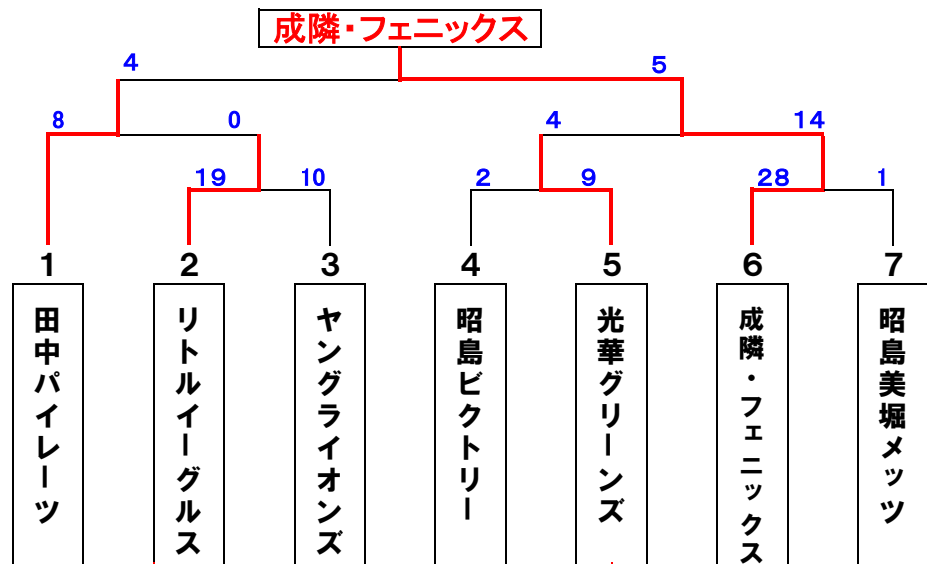 成隣・フェニックス
4 5
8 0 4 14
19 10 2 9 28 1
1 2 3 4 5 6 7
田中パイレーツ
リトルイーグルス
ヤングライオンズ
昭島ビクトリー
光華グリーンズ
成隣・フェニックス
昭島美堀メッツ